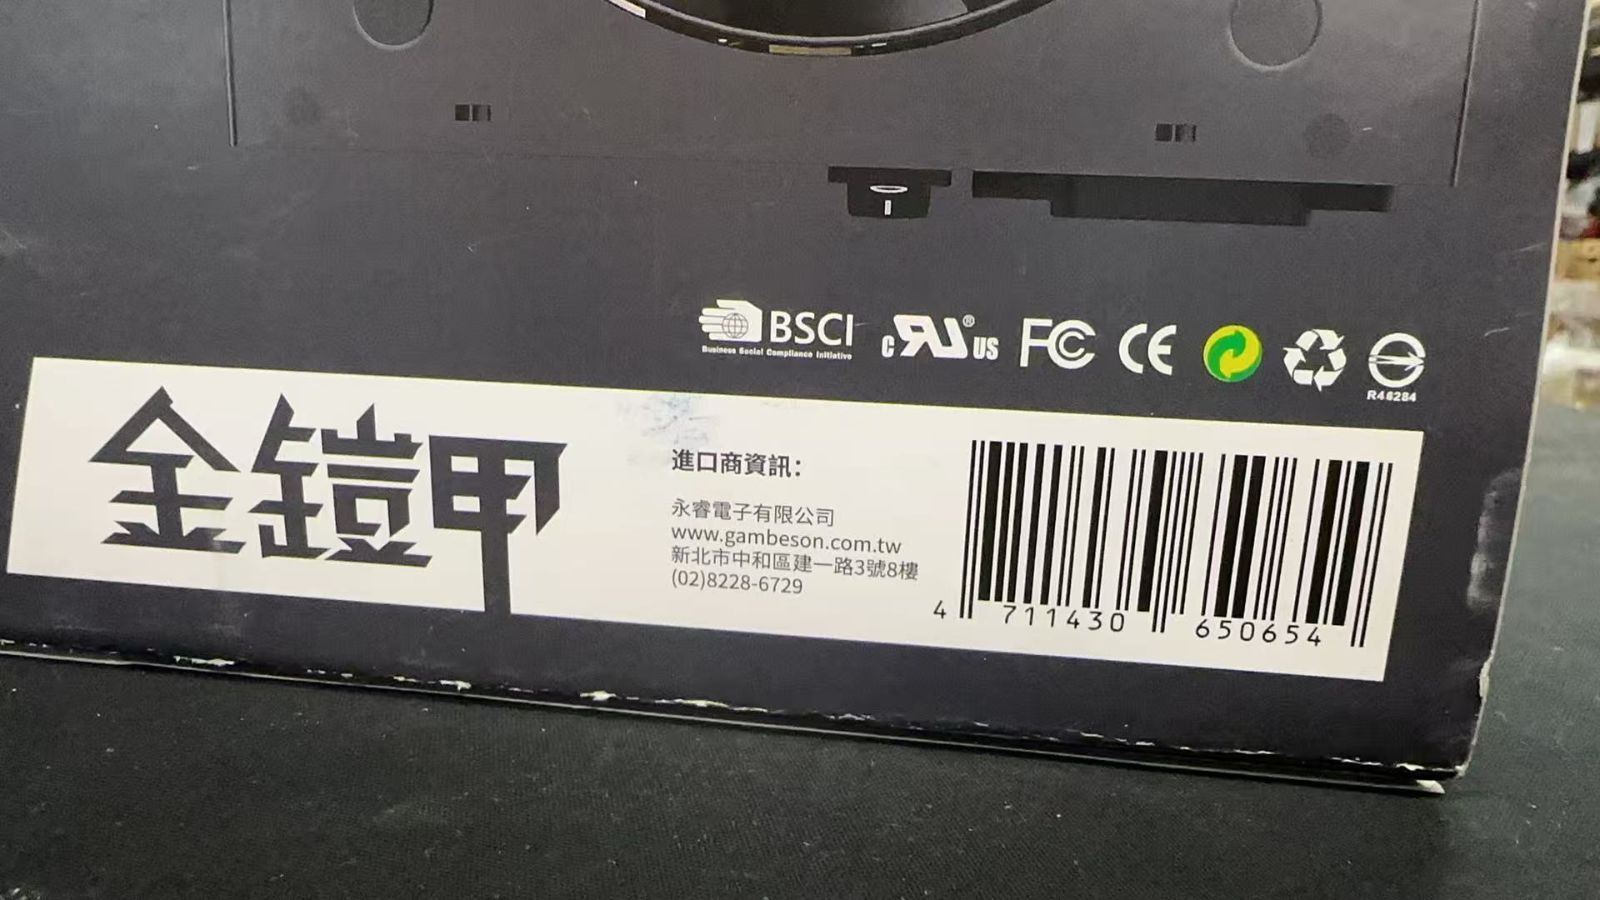 BSCI
Business Social Compliance Initiative
c RU ® US
FC CE
R46284
金鎧甲
進口商資訊：
永睿電子有限公司
www.gambeson.com.tw
新北市中和區建一路3號8樓
(02)8228-6729
4 711430 650654